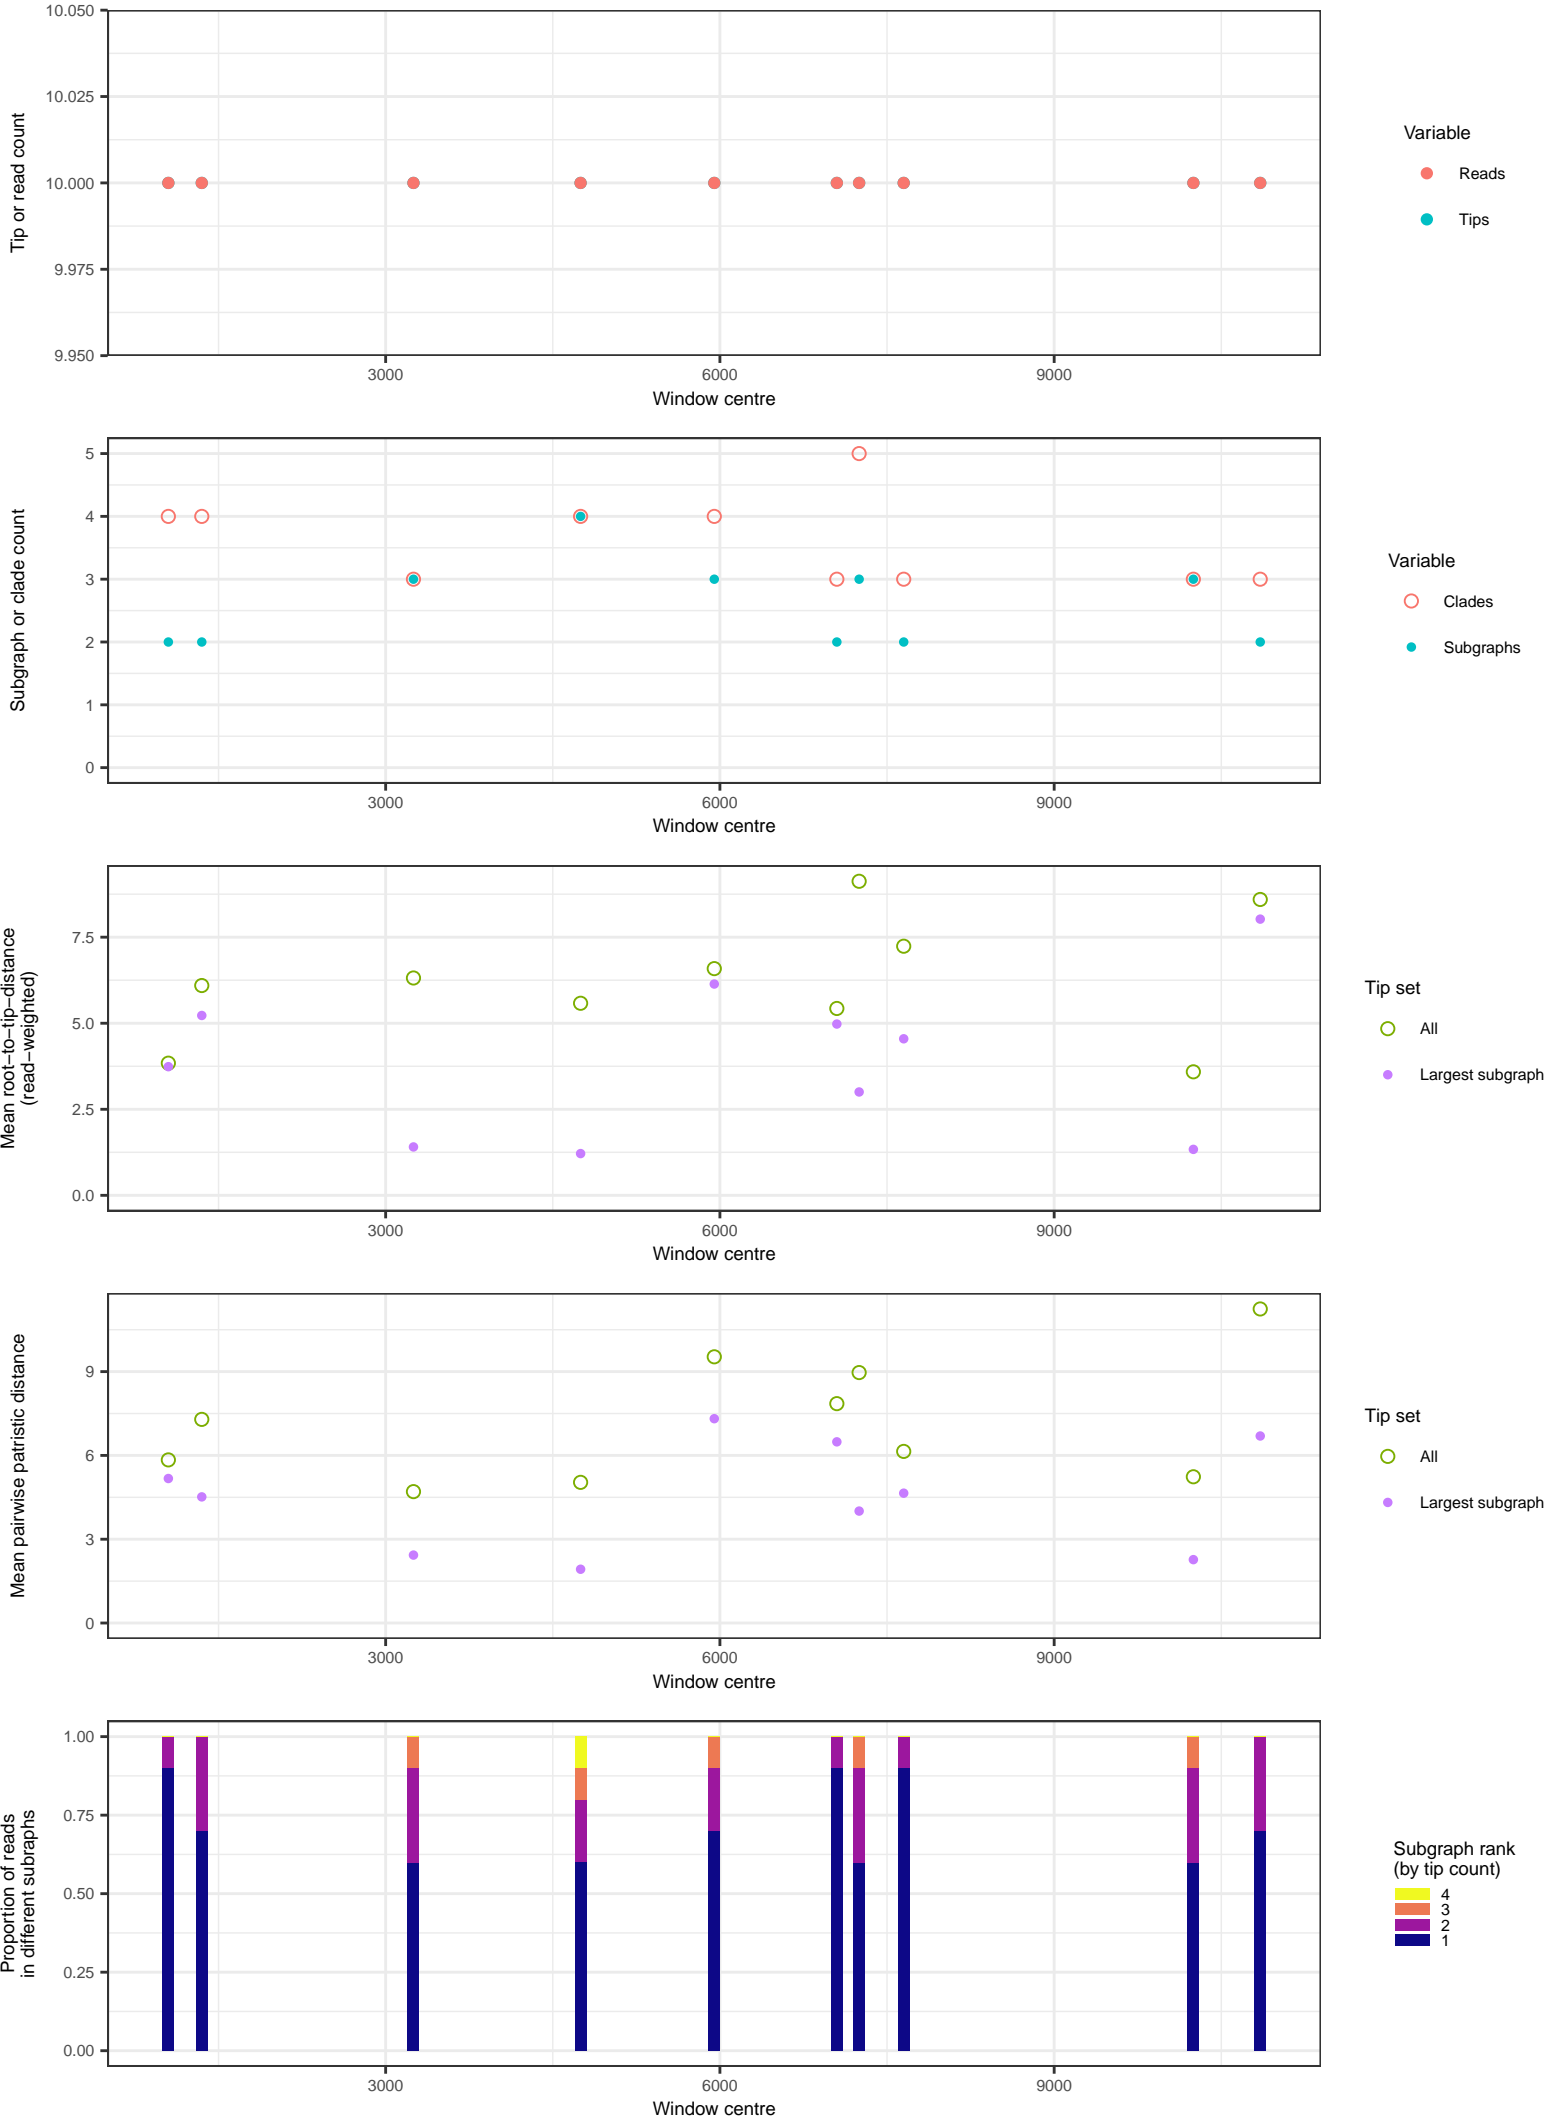 10.050
10.025
10.000
9.975
9.950
Tip or read count
3000
6000
9000
Window centre
Variable
Reads
Tips
5
4
3
2
1
0
Subgraph or clade count
3000
6000
9000
Window centre
Variable
Clades
Subgraphs
7.5
5.0
2.5
0.0
Mean root−to−tip−distance
(read−weighted)
3000
6000
9000
Window centre
Tip set
All
Largest subgraph
9
6
3
0
Mean pairwise patristic distance
3000
6000
9000
Window centre
Tip set
All
Largest subgraph
1.00
0.75
0.50
0.25
0.00
Proportion of reads
in different subraphs
3000
6000
9000
Window centre
Subgraph rank
(by tip count)
4
3
2
1